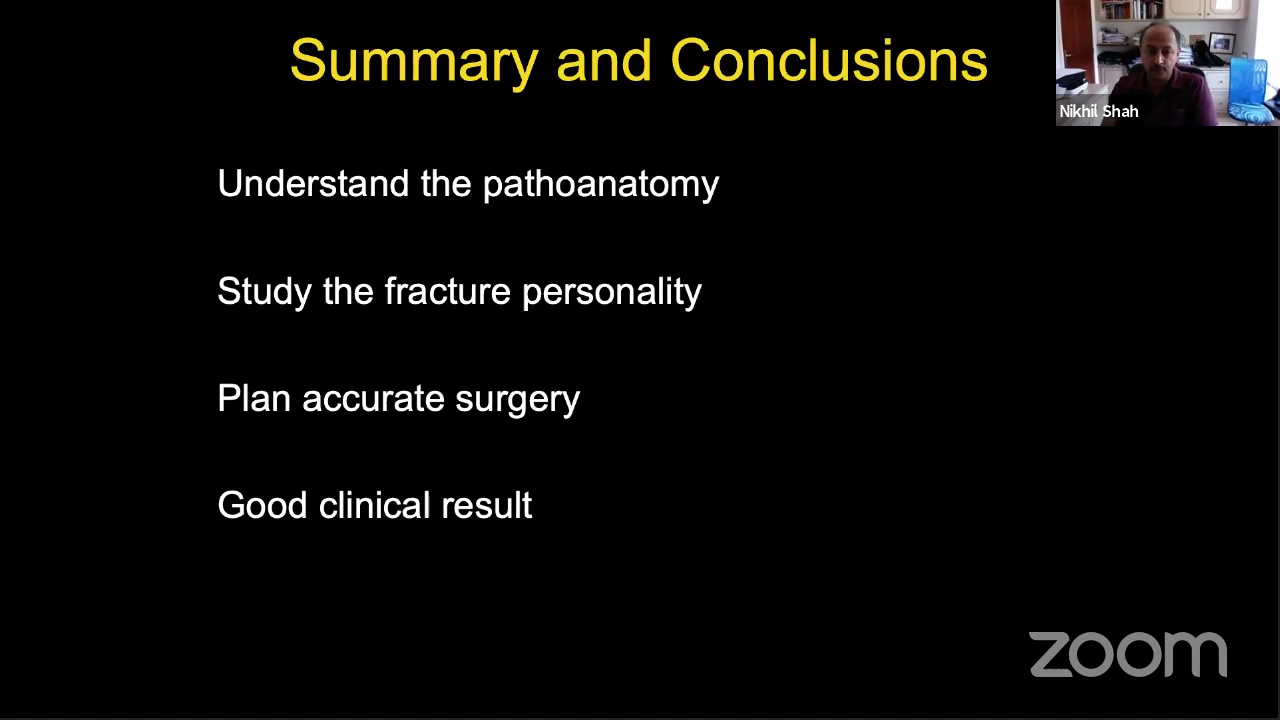 Summary and Conclusions
Nikhil Shah
Understand the pathoanatomy
Study the fracture personality
Plan accurate surgery
Good clinical result
zoom